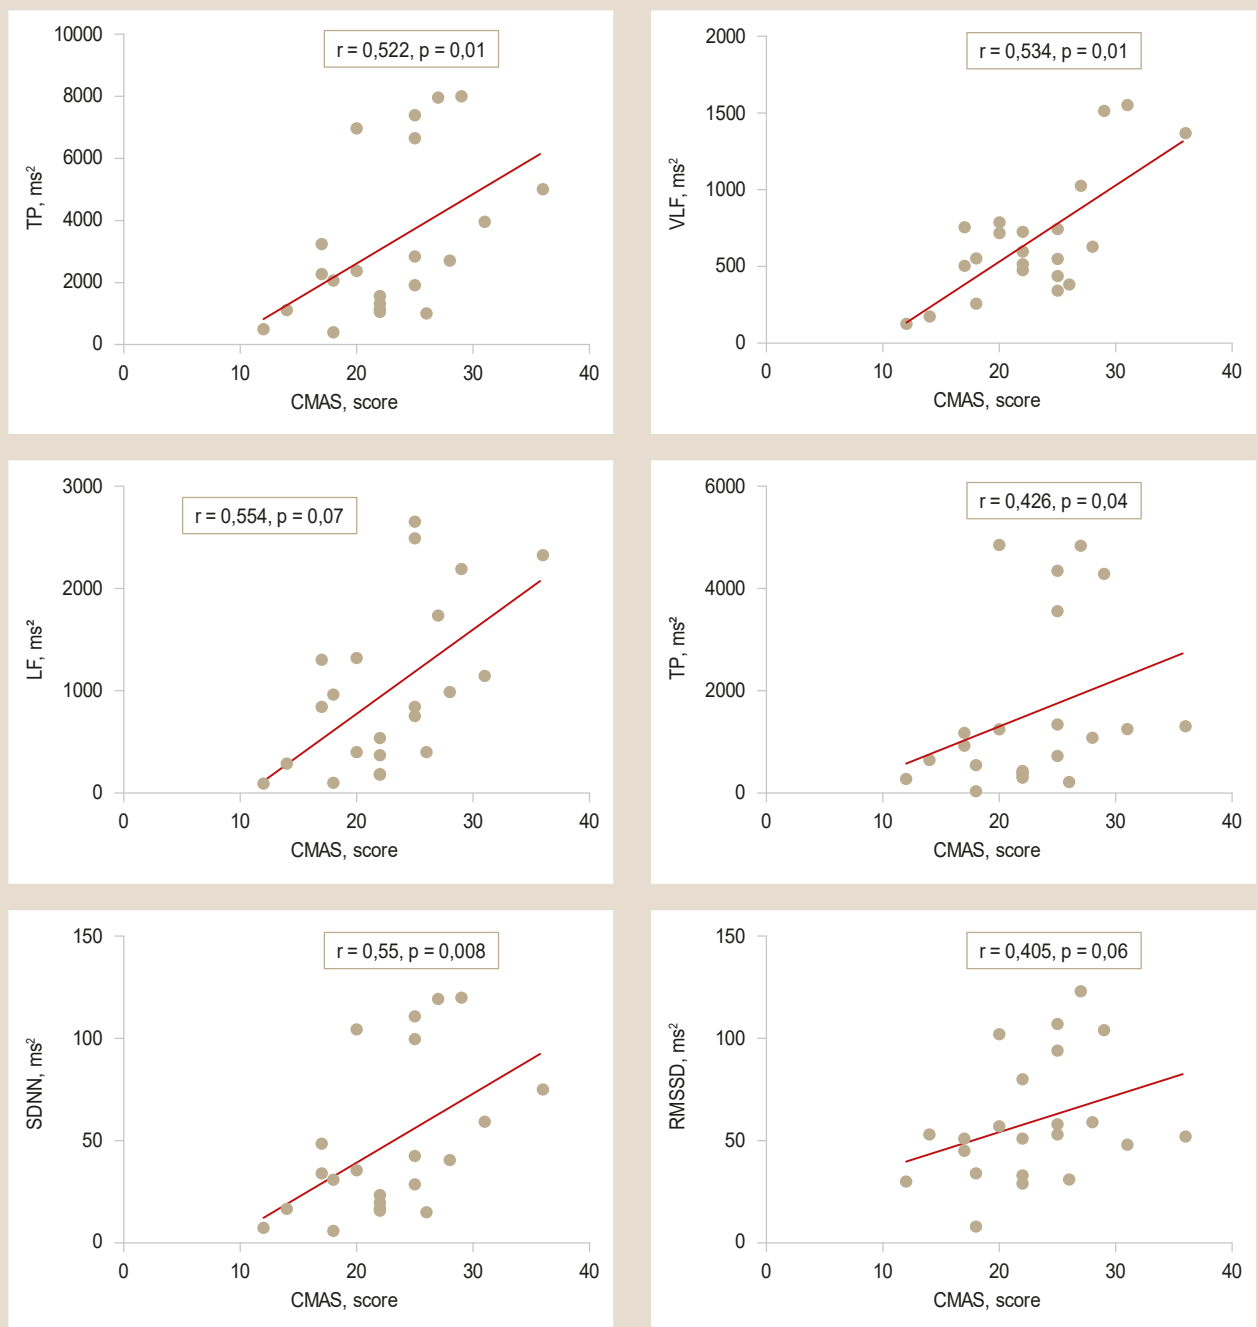 r = 0,522, p = 0,01
TP, ms²
10000
8000
6000
4000
2000
0
0 10 20 30 40
CMAS, score
r = 0,534, p = 0,01
VLF, ms²
2000
1500
1000
500
0
0 10 20 30 40
CMAS, score
r = 0,554, p = 0,07
LF, ms²
3000
2000
1000
0
0 10 20 30 40
CMAS, score
r = 0,426, p = 0,04
TP, ms²
6000
4000
2000
0
0 10 20 30 40
CMAS, score
r = 0,55, p = 0,008
SDNN, ms²
150
100
50
0
0 10 20 30 40
CMAS, score
r = 0,405, p = 0,06
RMSSD, ms²
150
100
50
0
0 10 20 30 40
CMAS, score